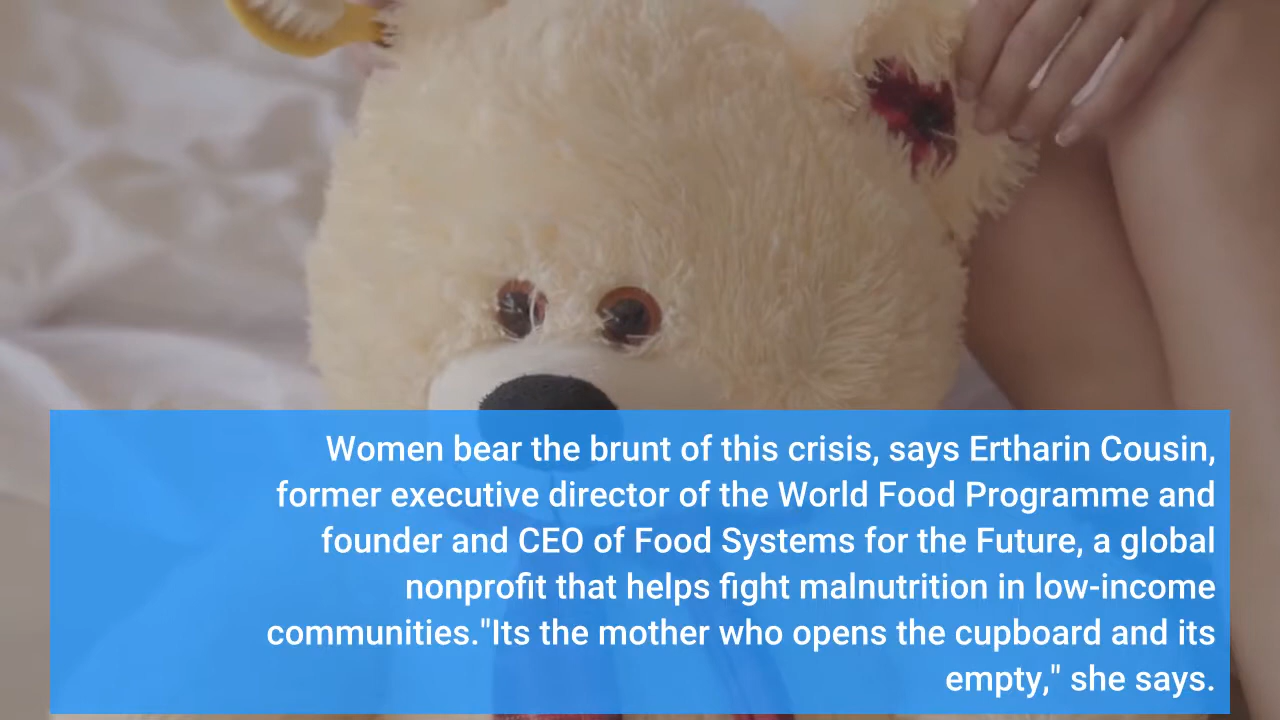 Women bear the brunt of this crisis, says Ertharin Cousin,
former executive director of the World Food Programme and
founder and CEO of Food Systems for the Future, a global
nonprofit that helps fight malnutrition in low-income
communities."Its the mother who opens the cupboard and its
empty," she says.